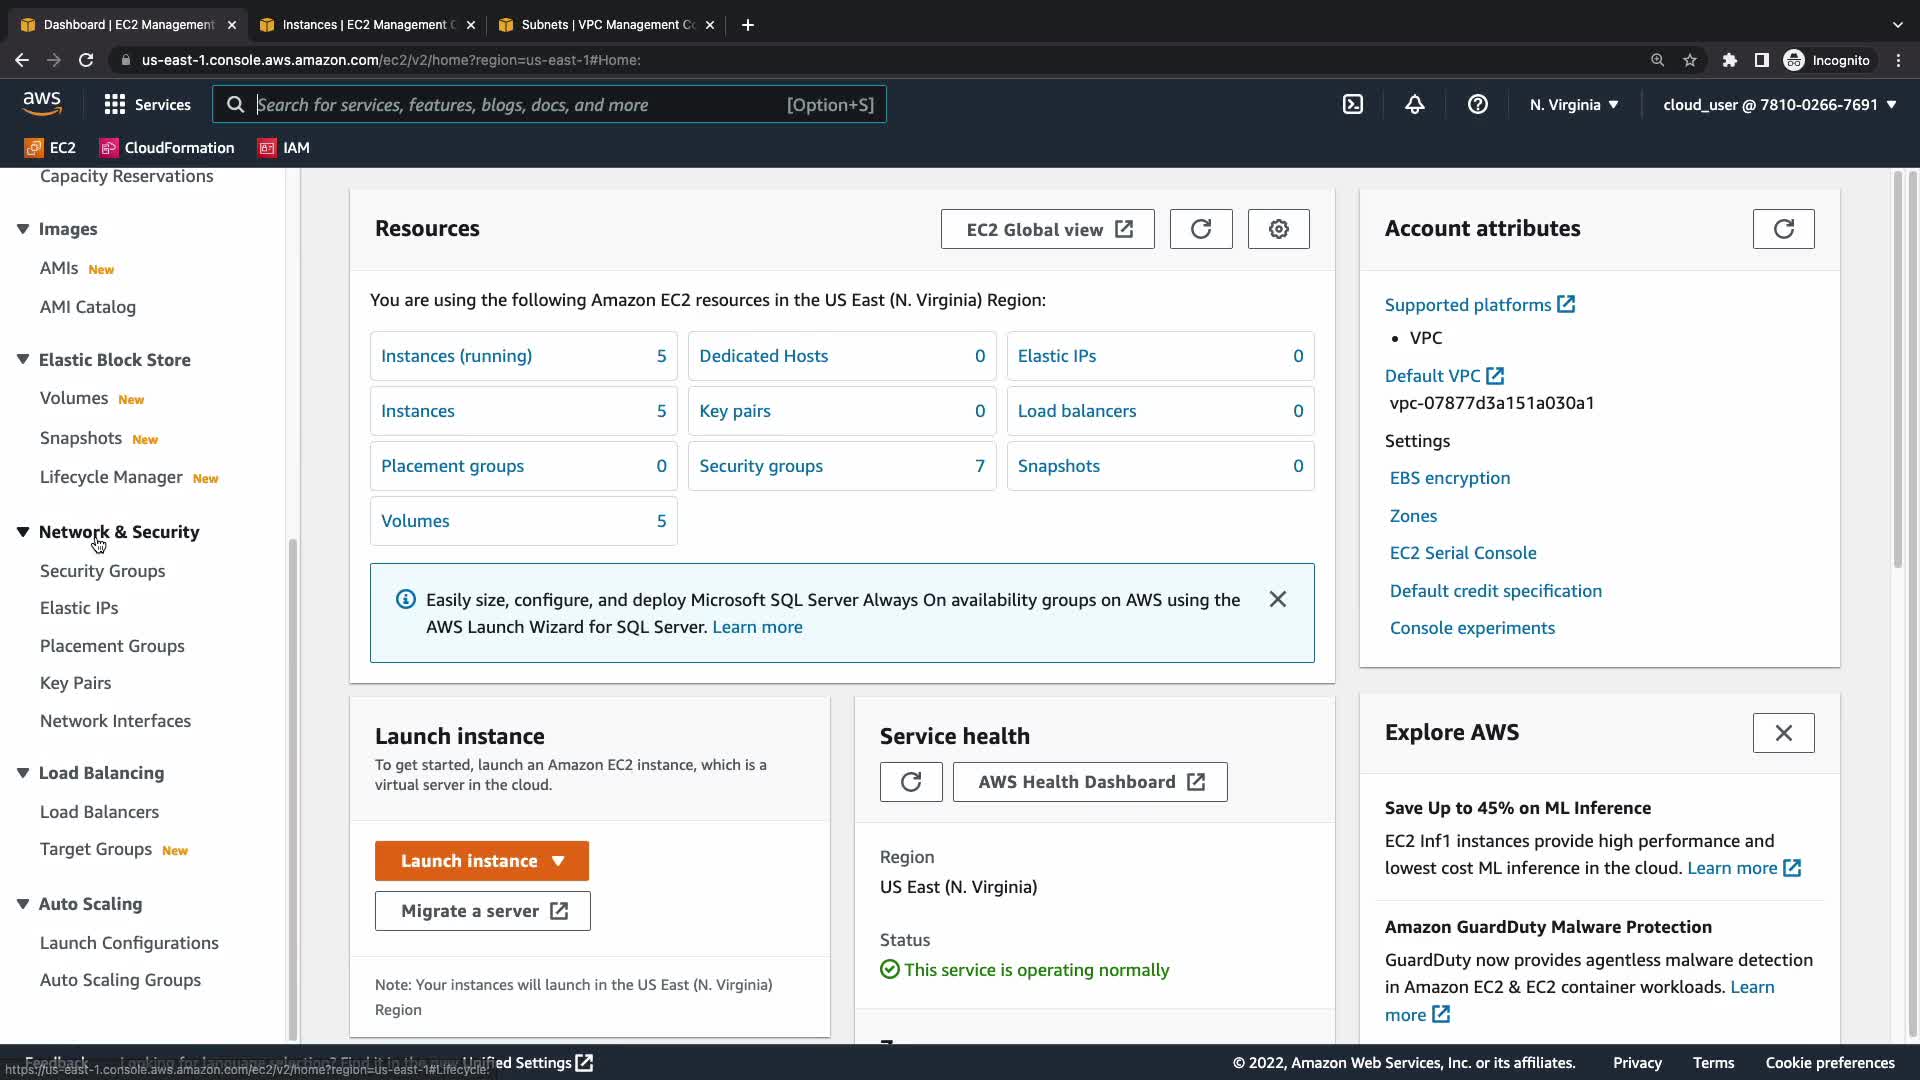 Dashboard | EC2 Management
Instances | EC2 Management C
Subnets | VPC Management Co
us-east-1.console.aws.amazon.com/ec2/v2/home?region=us-east-1#Home:
Incognito
aws
Services
Search for services, features, blogs, docs, and more
[Option+S]
N. Virginia
cloud_user @ 7810-0266-7691
EC2
CloudFormation
IAM
Capacity Reservations
Images
AMIs New
AMI Catalog
Elastic Block Store
Volumes New
Snapshots New
Lifecycle Manager New
Network & Security
Security Groups
Elastic IPs
Placement Groups
Key Pairs
Network Interfaces
Load Balancing
Load Balancers
Target Groups New
Auto Scaling
Launch Configurations
Auto Scaling Groups
Resources
EC2 Global view
You are using the following Amazon EC2 resources in the US East (N. Virginia) Region:
Instances (running) 5
Dedicated Hosts 0
Elastic IPs 0
Instances 5
Key pairs 0
Load balancers 0
Placement groups 0
Security groups 7
Snapshots 0
Volumes 5
Easily size, configure, and deploy Microsoft SQL Server Always On availability groups on AWS using the
AWS Launch Wizard for SQL Server. Learn more
Launch instance
To get started, launch an Amazon EC2 instance, which is a
virtual server in the cloud.
Launch instance
Migrate a server
Note: Your instances will launch in the US East (N. Virginia)
Region
Service health
AWS Health Dashboard
Region
US East (N. Virginia)
Status
This service is operating normally
Account attributes
Supported platforms
• VPC
Default VPC
vpc-07877d3a151a030a1
Settings
EBS encryption
Zones
EC2 Serial Console
Default credit specification
Console experiments
Explore AWS
Save Up to 45% on ML Inference
EC2 Inf1 instances provide high performance and
lowest cost ML inference in the cloud. Learn more
Amazon GuardDuty Malware Protection
GuardDuty now provides agentless malware detection
in Amazon EC2 & EC2 container workloads. Learn
more
Feedback
Looking for language selection? Find it in the new Unified Settings
https://us-east-1.console.aws.amazon.com/ec2/v2/home?region=us-east-1#Lifecycle:
© 2022, Amazon Web Services, Inc. or its affiliates.
Privacy
Terms
Cookie preferences